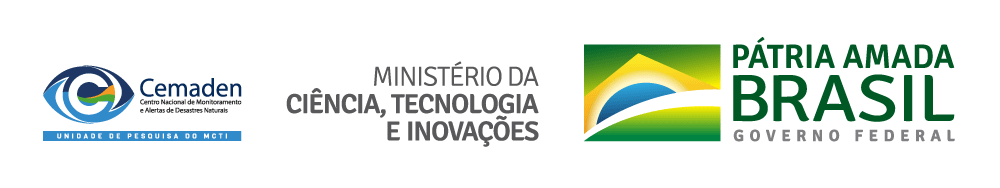 Cemaden
Centro Nacional de Monitoramento
e Alertas de Desastres Naturais
UNIDADE DE PESQUISA DO MCTI
MINISTÉRIO DA
CIÊNCIA, TECNOLOGIA
E INOVAÇÕES
PÁTRIA AMADA
BRASIL
GOVERNO FEDERAL